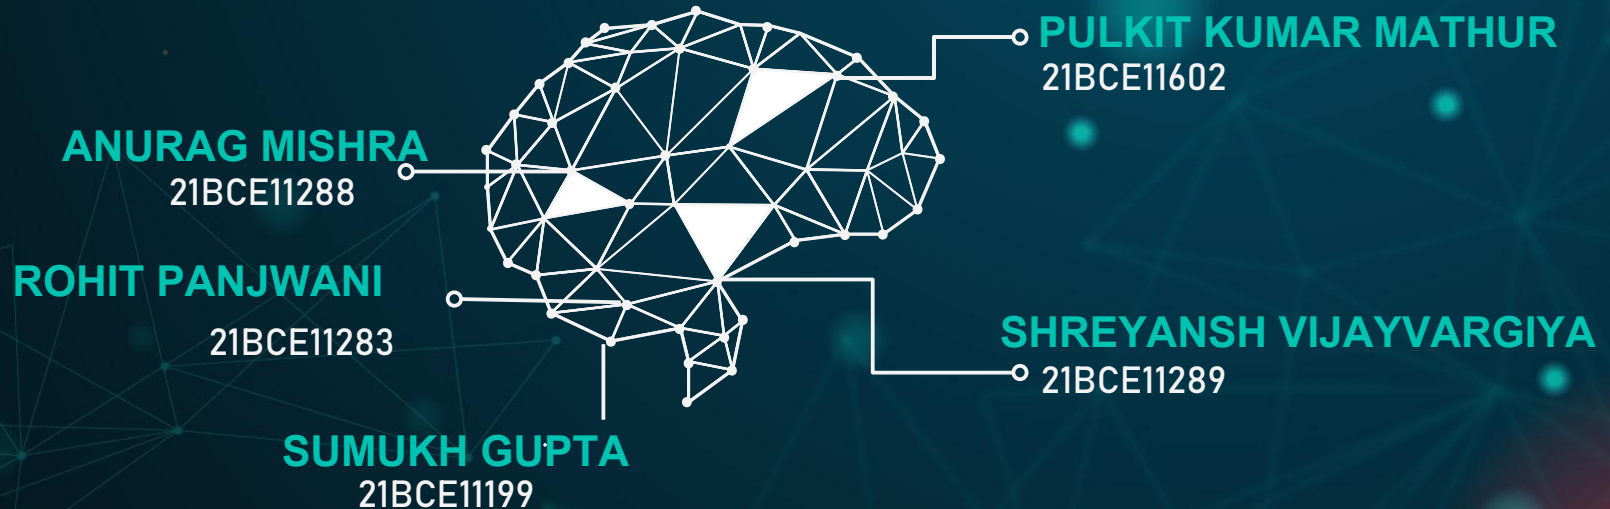 PULKIT KUMAR MATHUR
21BCE11602
ANURAG MISHRA
21BCE11288
ROHIT PANJWANI
21BCE11283
SHREYANSH VIJAYVARGIYA
21BCE11289
SUMUKH GUPTA
21BCE11199